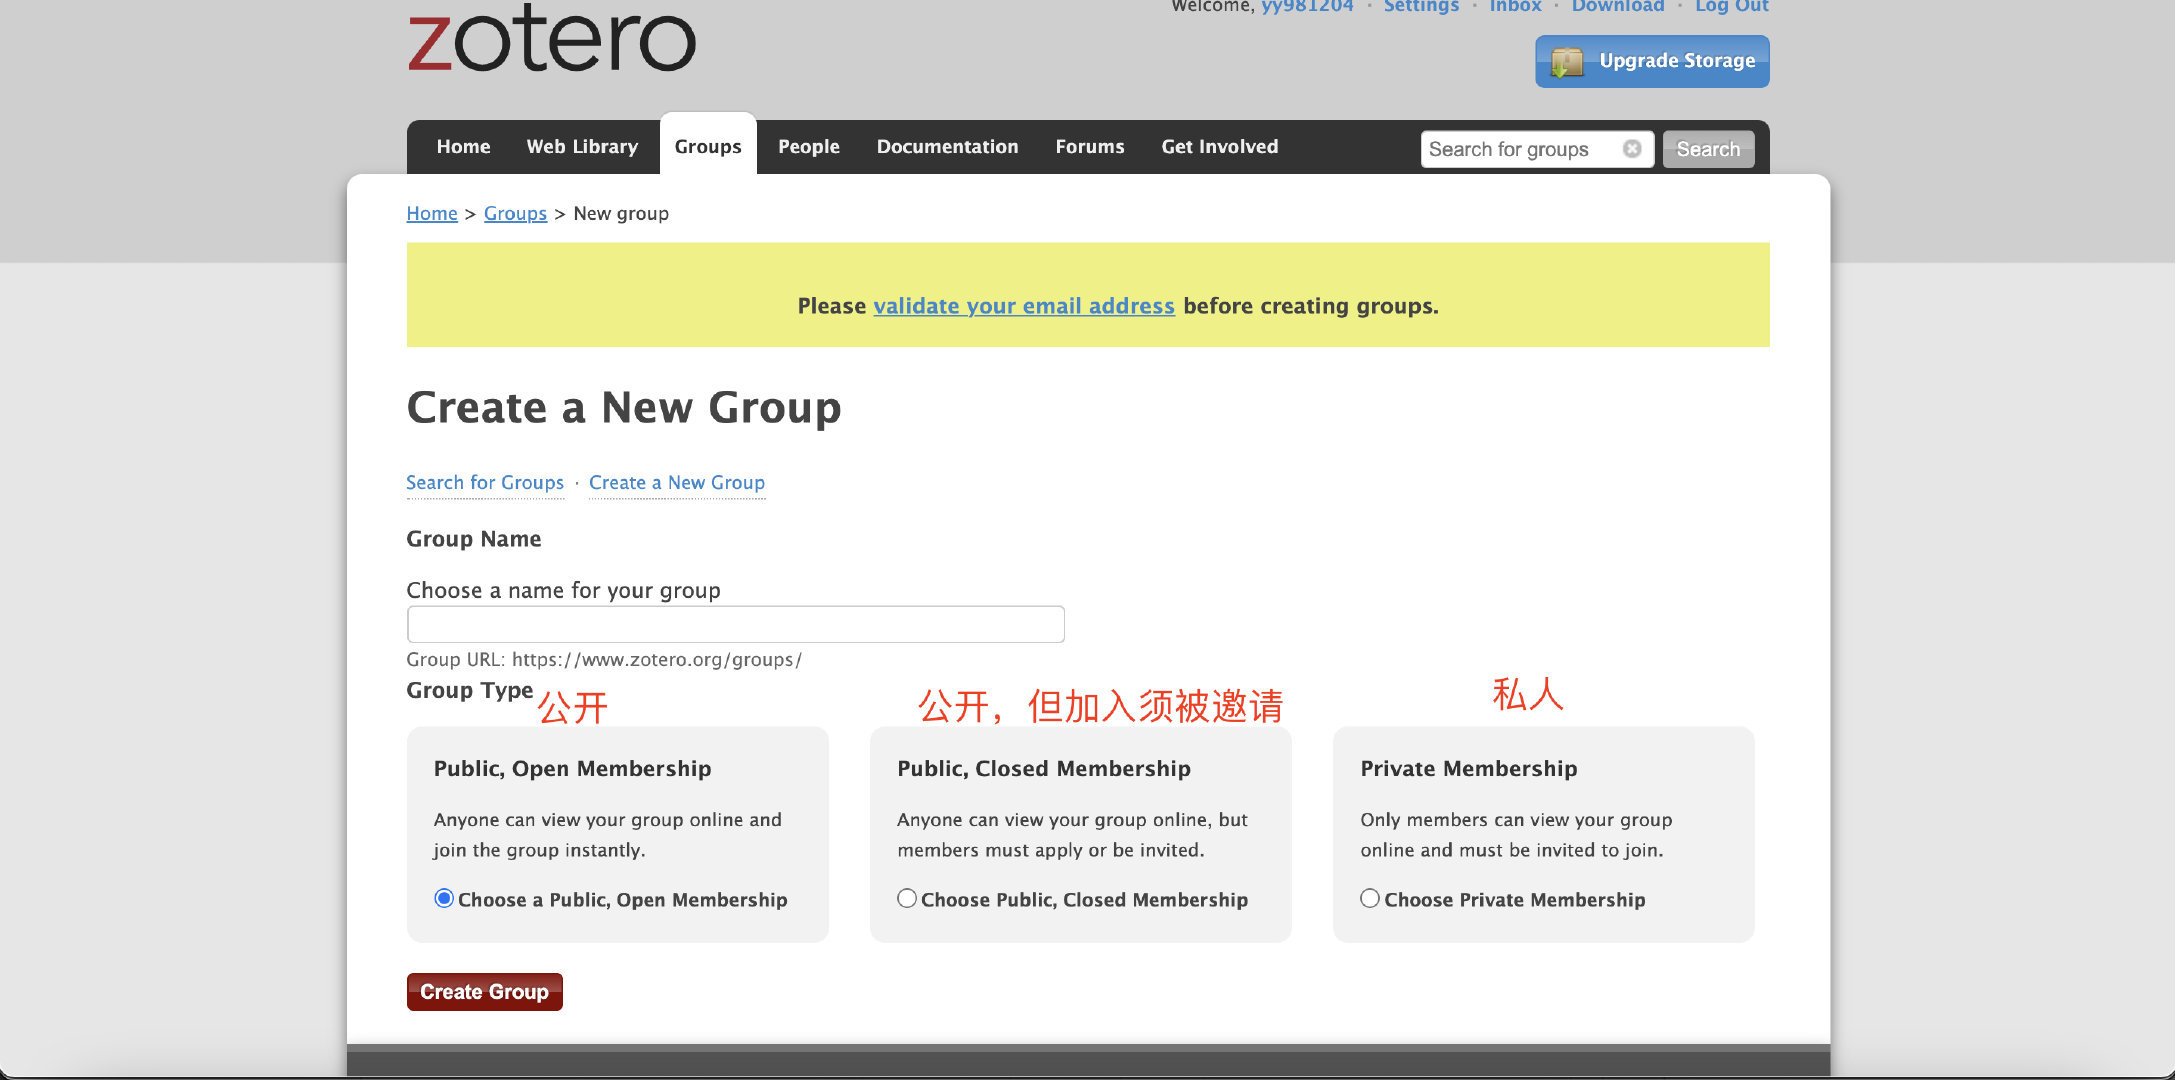 zotero
Welcome, yy981204 · Settings · Inbox · Download · Log Out
Upgrade Storage
Home Web Library Groups People Documentation Forums Get Involved Search for groups Search
Home > Groups > New group
Please validate your email address before creating groups.
Create a New Group
Search for Groups · Create a New Group
Group Name
Choose a name for your group
Group URL: https://www.zotero.org/groups/
Group Type
公开
公开，但加入须被邀请
私人
Public, Open Membership
Anyone can view your group online and
join the group instantly.
Choose a Public, Open Membership
Public, Closed Membership
Anyone can view your group online, but
members must apply or be invited.
Choose Public, Closed Membership
Private Membership
Only members can view your group
online and must be invited to join.
Choose Private Membership
Create Group